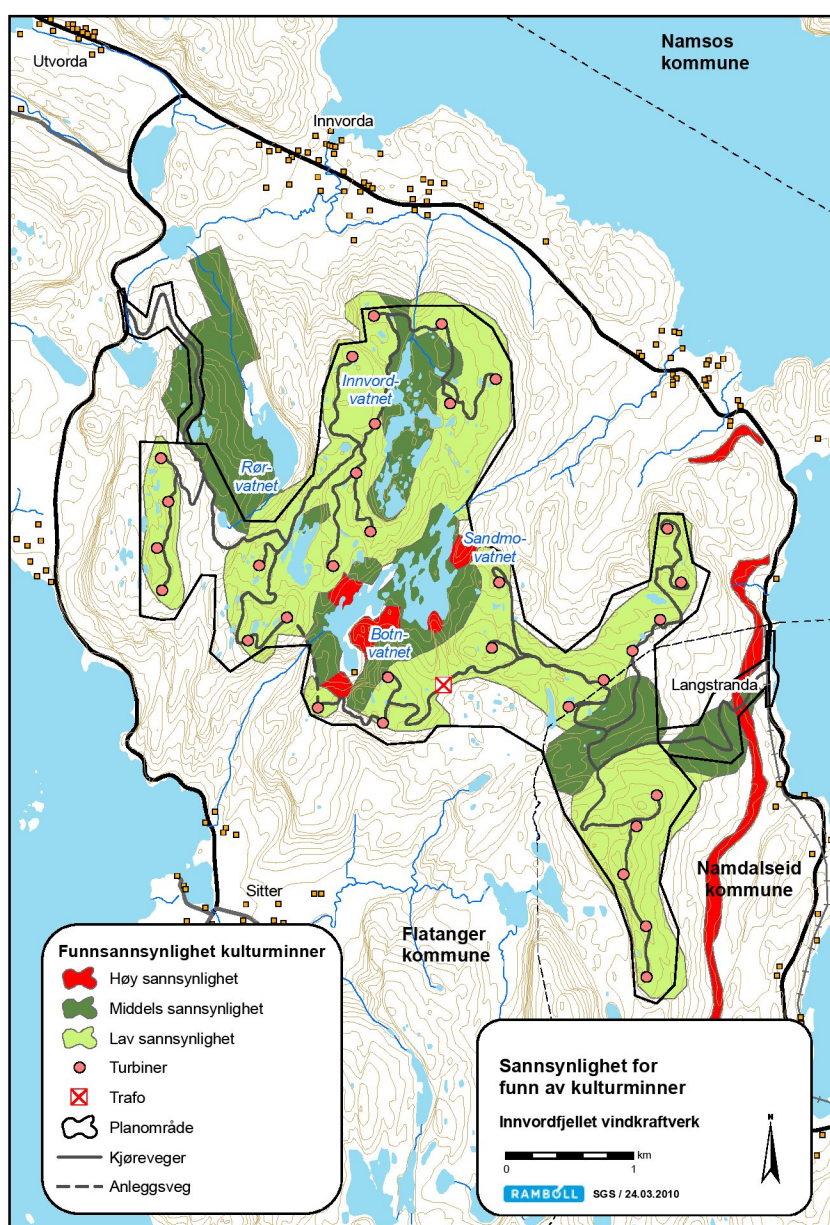 Namsos
kommune
Utvorda
Innvorda
Innvord-
vatnet
Rør-
vatnet
Sandmo-
vatnet
Botn-
vatnet
Langstranda
Namdalseid
kommune
Sitter
Flatanger
kommune
Funnsannsynlighet kulturminner
Høy sannsynlighet
Middels sannsynlighet
Lav sannsynlighet
Turbiner
Trafo
Planområde
Kjøreveger
Anleggsveg
Sannsynlighet for
funn av kulturminner
Innvordfjellet vindkraftverk
N
km
0 1
RAMBOLL SGS / 24.03.2010